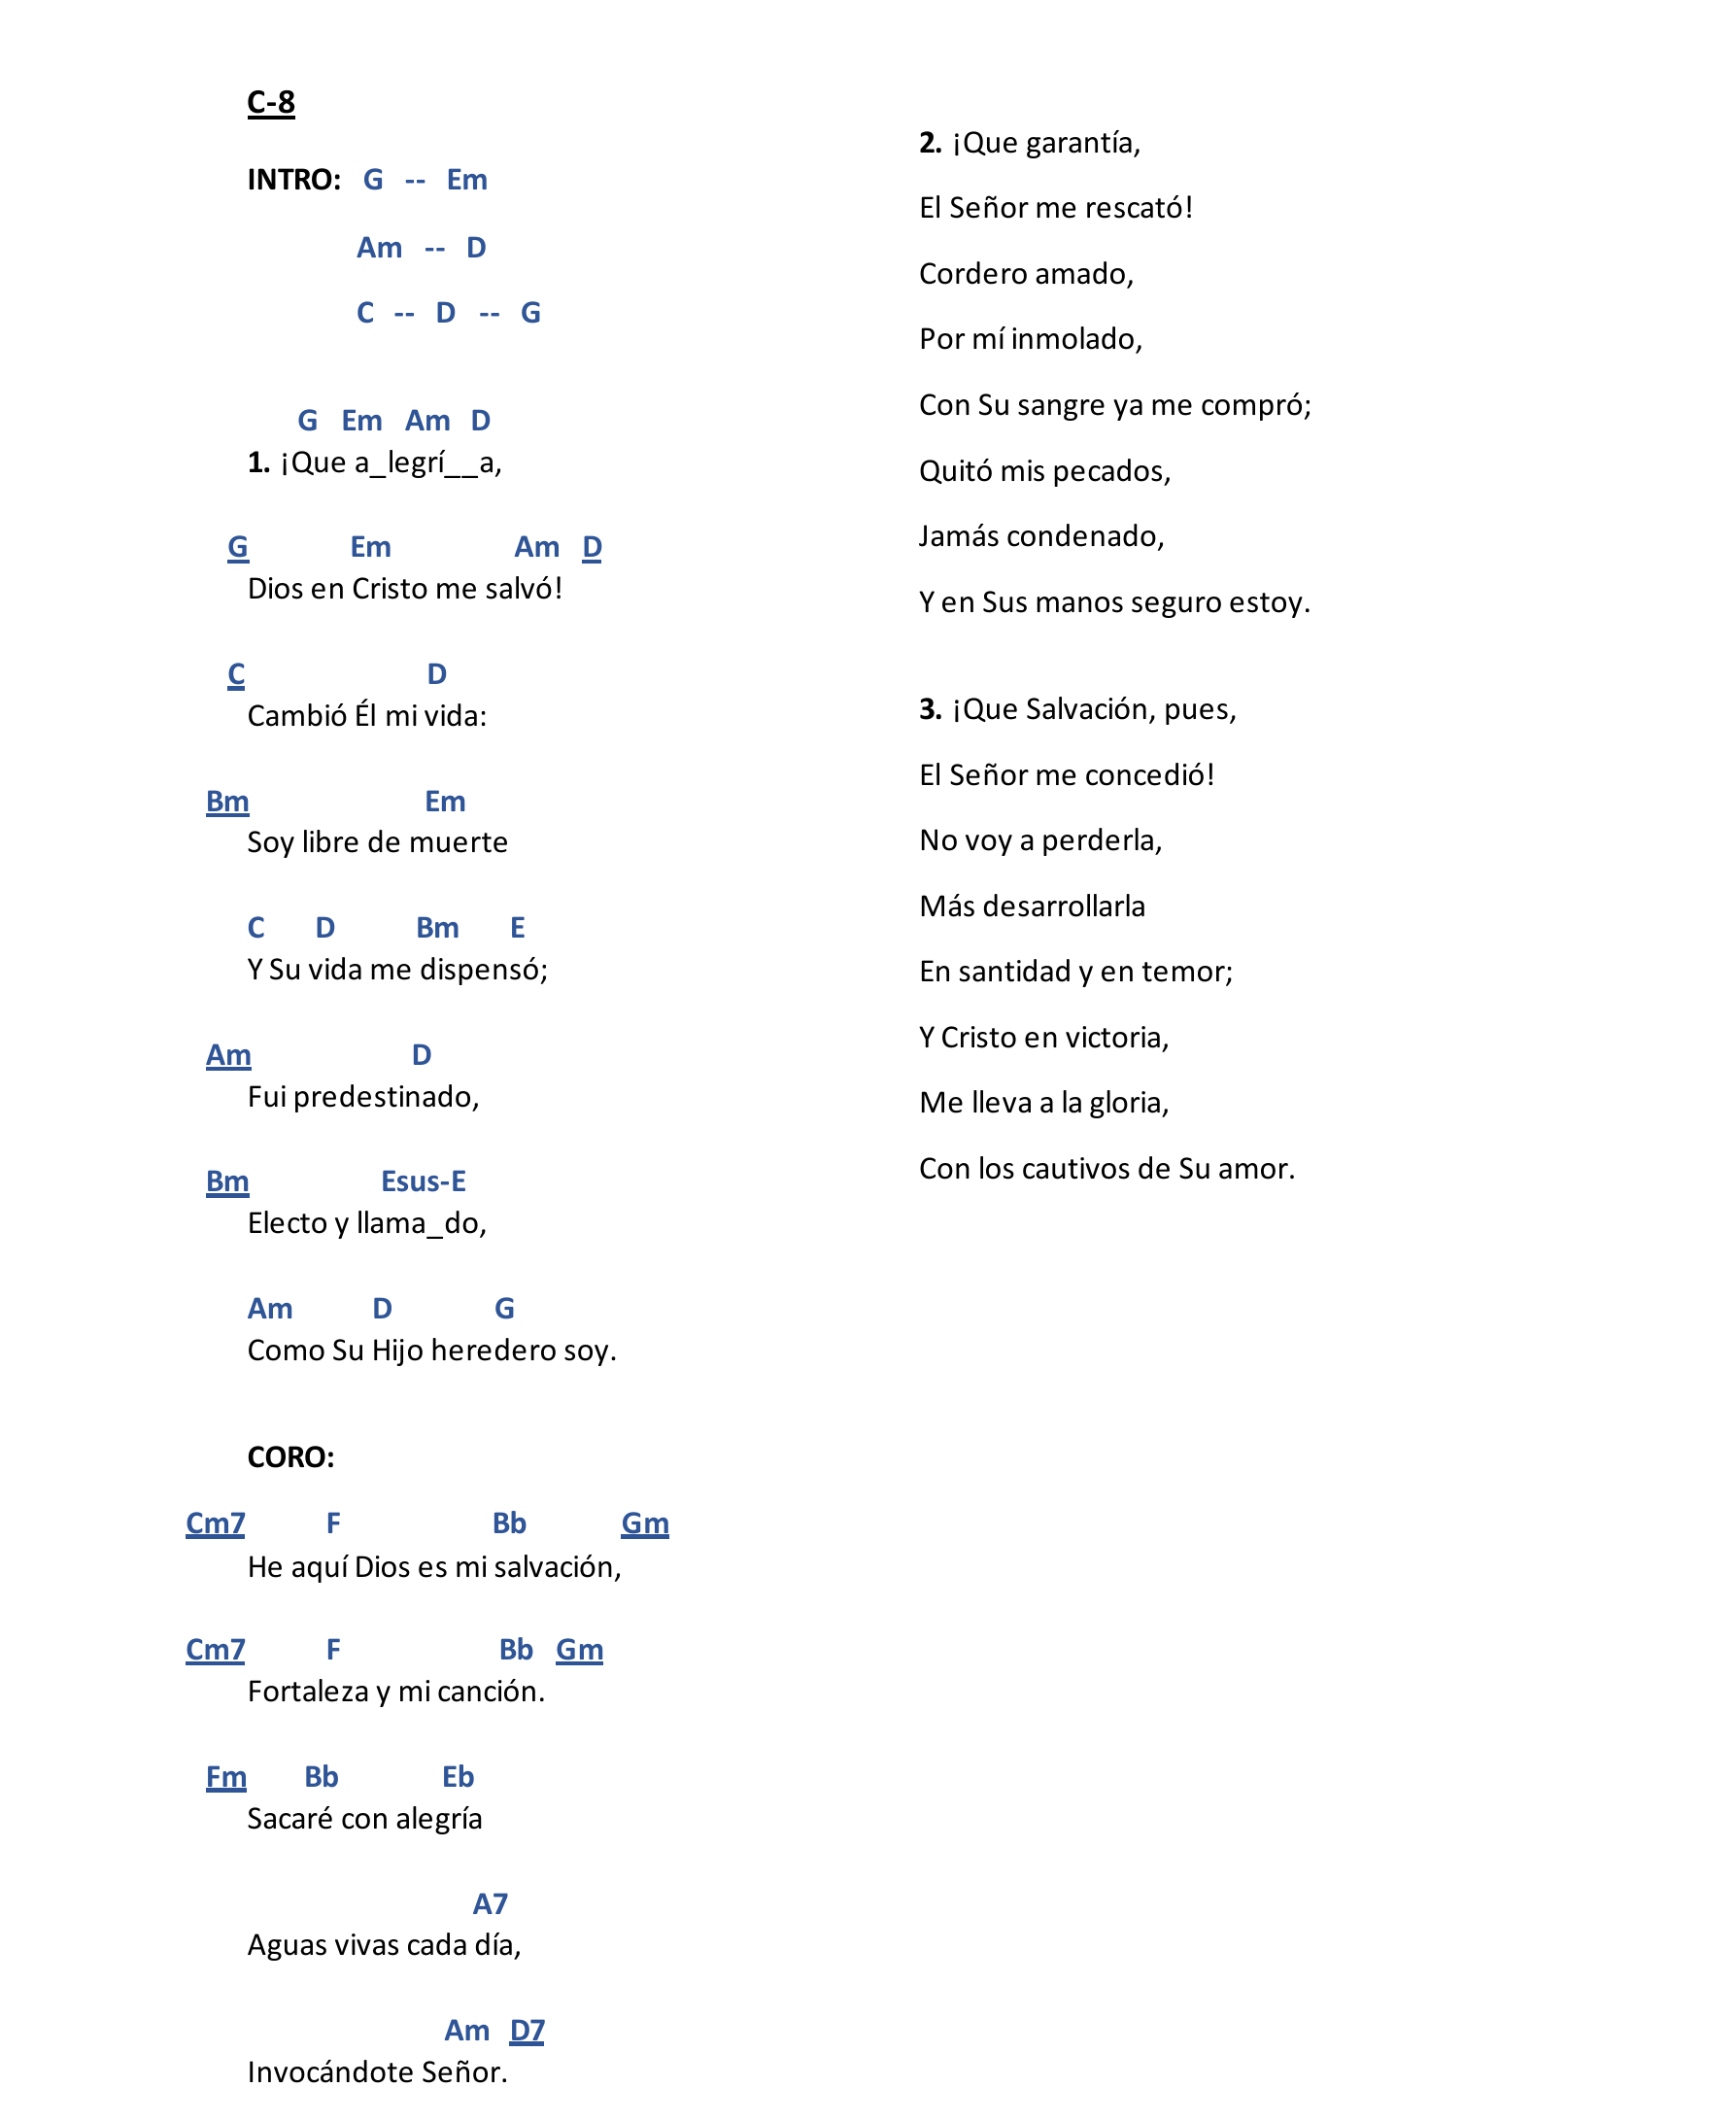 C-8
INTRO: G -- Em
Am -- D
C -- D -- G
G Em Am D
1. ¡Que a_legrí__a,
G Em Am D
Dios en Cristo me salvó!
C D
Cambió Él mi vida:
Bm Em
Soy libre de muerte
C D Bm E
Y Su vida me dispensó;
Am D
Fui predestinado,
Bm Esus-E
Electo y llama_do,
Am D G
Como Su Hijo heredero soy.
CORO:
Cm7 F Bb Gm
He aquí Dios es mi salvación,
Cm7 F Bb Gm
Fortaleza y mi canción.
Fm Bb Eb
Sacaré con alegría
A7
Aguas vivas cada día,
Am D7
Invocándote Señor.
2. ¡Que garantía,
El Señor me rescató!
Cordero amado,
Por mí inmolado,
Con Su sangre ya me compró;
Quitó mis pecados,
Jamás condenado,
Y en Sus manos seguro estoy.
3. ¡Que Salvación, pues,
El Señor me concedió!
No voy a perderla,
Más desarrollarla
En santidad y en temor;
Y Cristo en victoria,
Me lleva a la gloria,
Con los cautivos de Su amor.